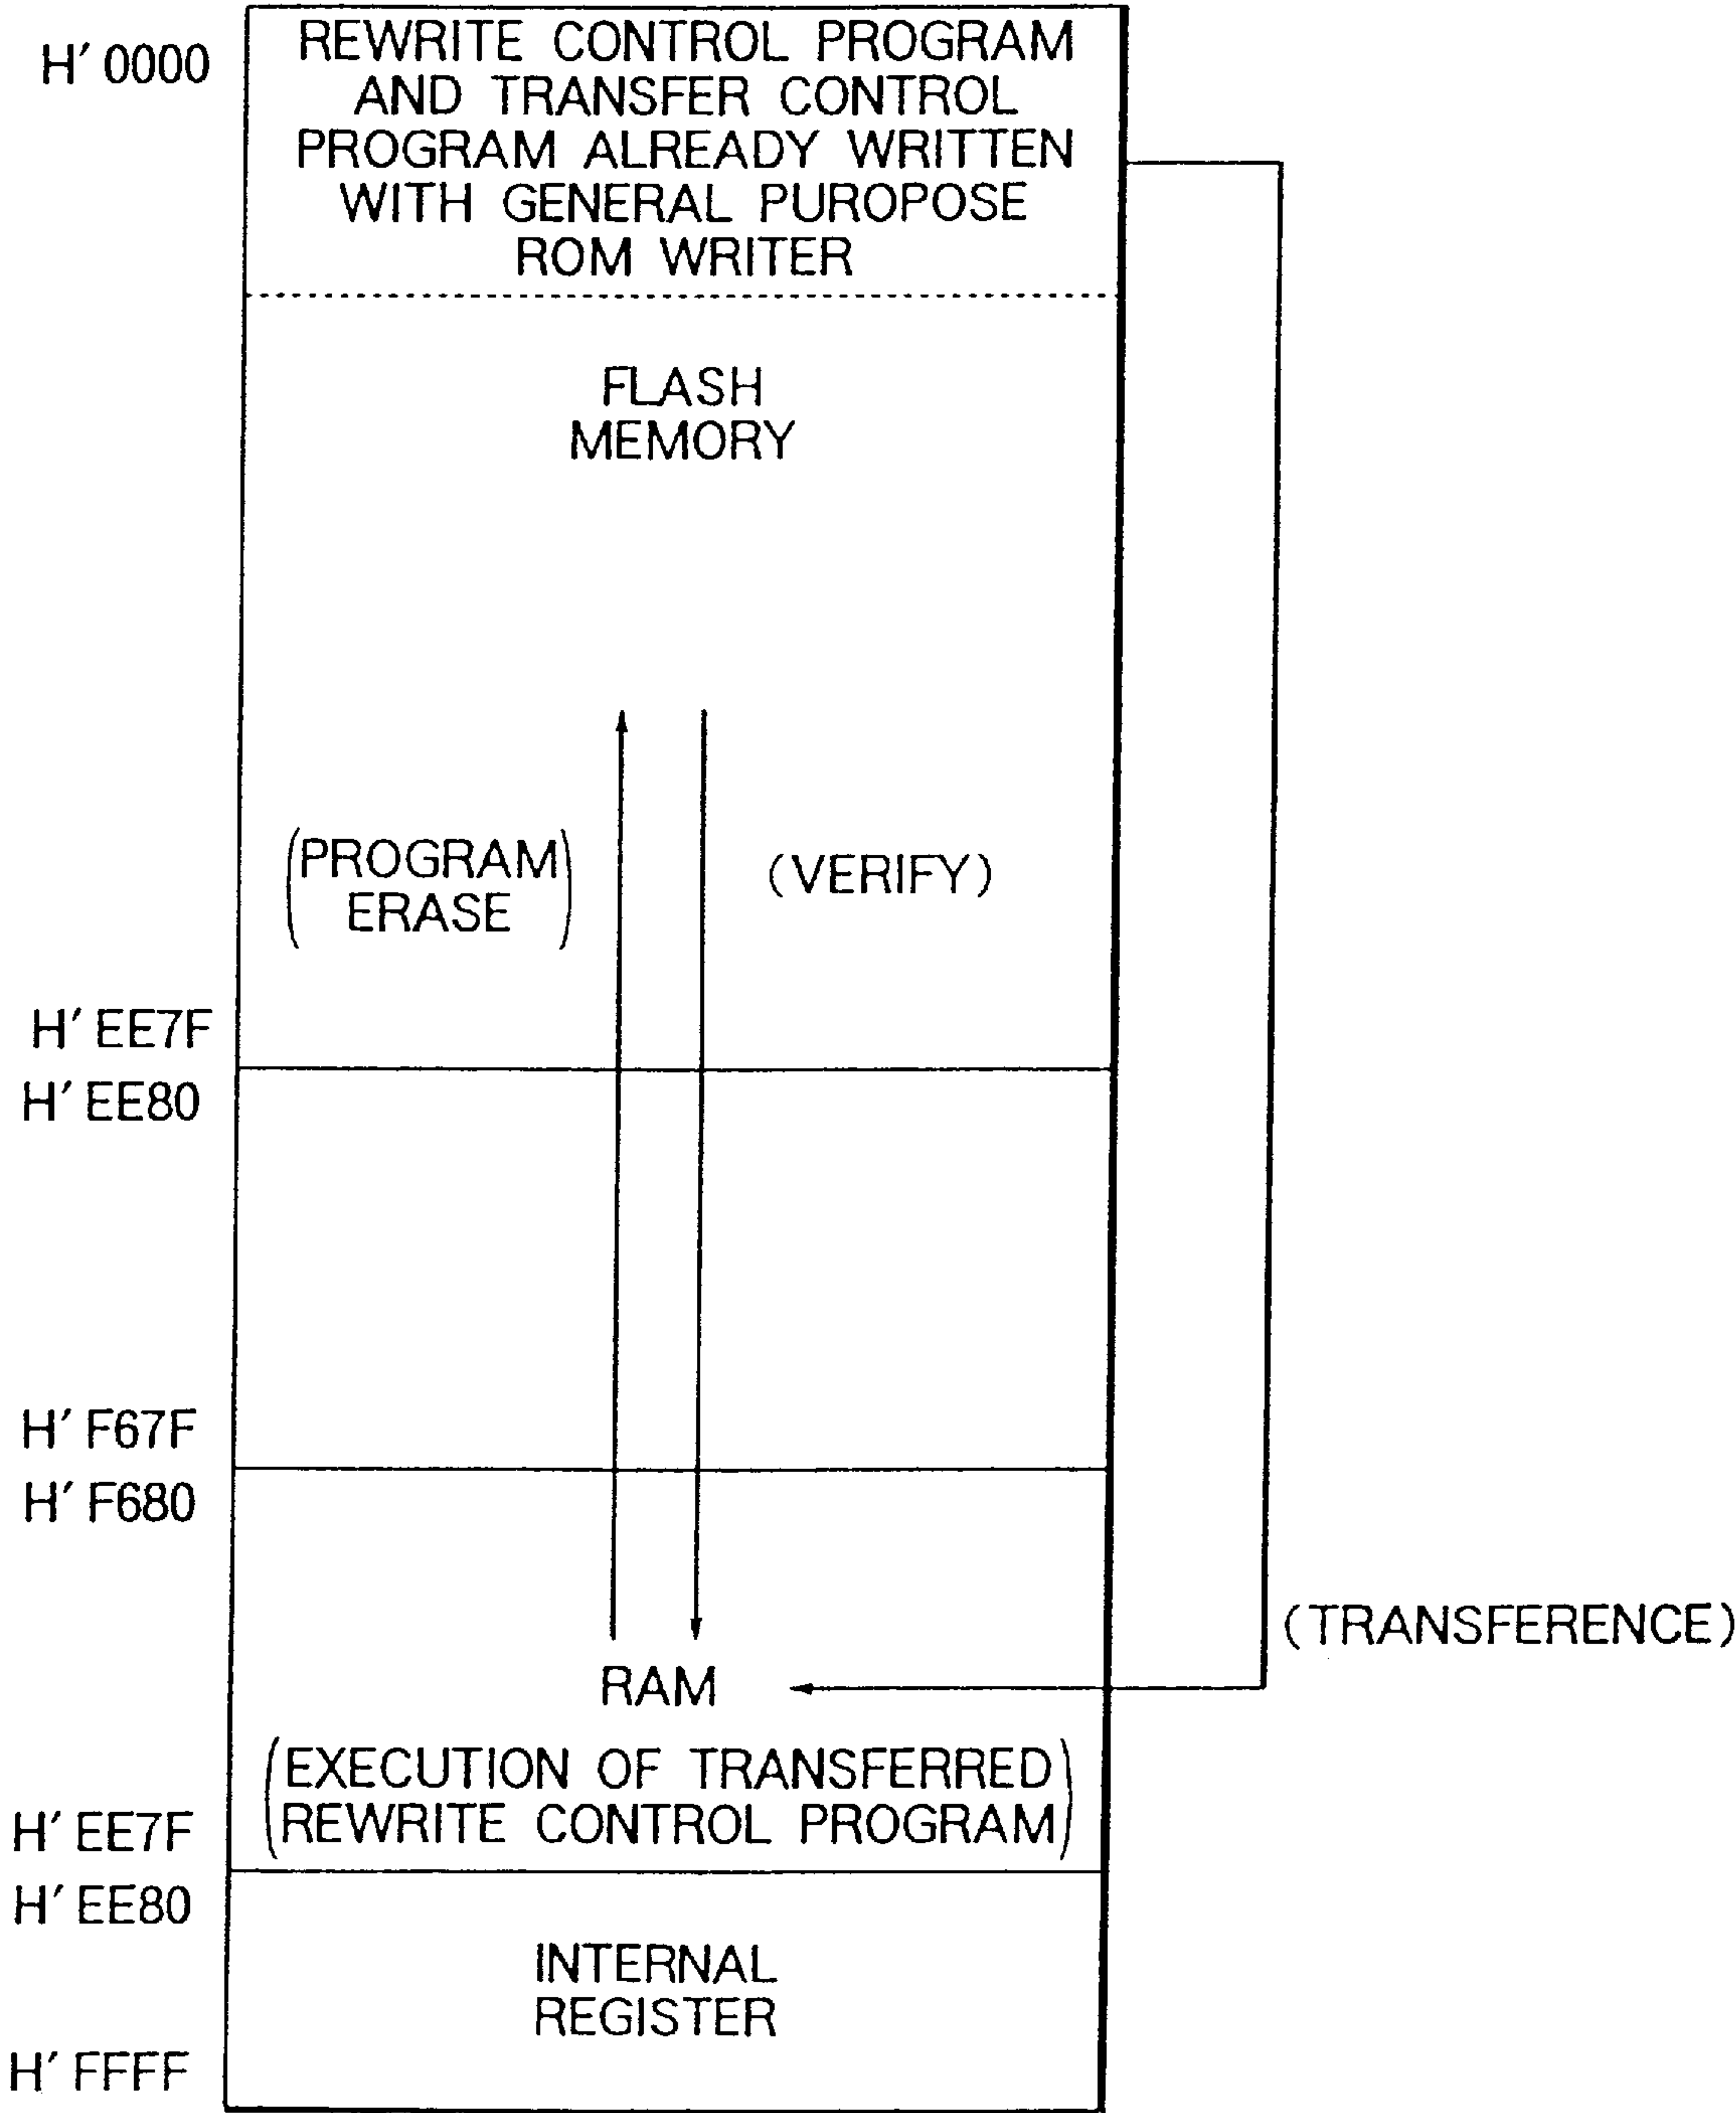 H' 0000
REWRITE CONTROL PROGRAM
AND TRANSFER CONTROL
PROGRAM ALREADY WRITTEN
WITH GENERAL PUROPOSE
ROM WRITER
FLASH
MEMORY
(PROGRAM
ERASE)
(VERIFY)
H' EE7F
H' EE80
H' F67F
H' F680
(TRANSFERENCE)
RAM
(EXECUTION OF TRANSFERRED
REWRITE CONTROL PROGRAM)
H' EE7F
H' EE80
INTERNAL
REGISTER
H' FFFF